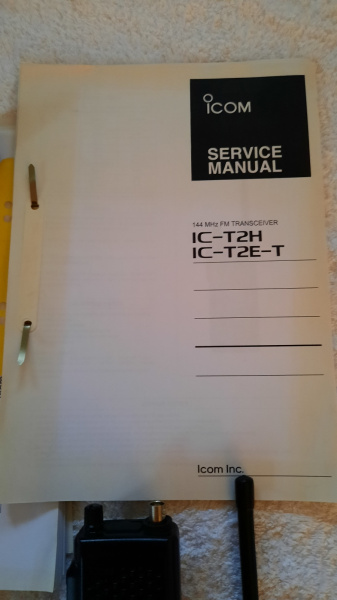 ICOM
SERVICE
MANUAL
144 MHz FM TRANSCEIVER
IC-T2H
IC-T2E-T
Icom Inc.